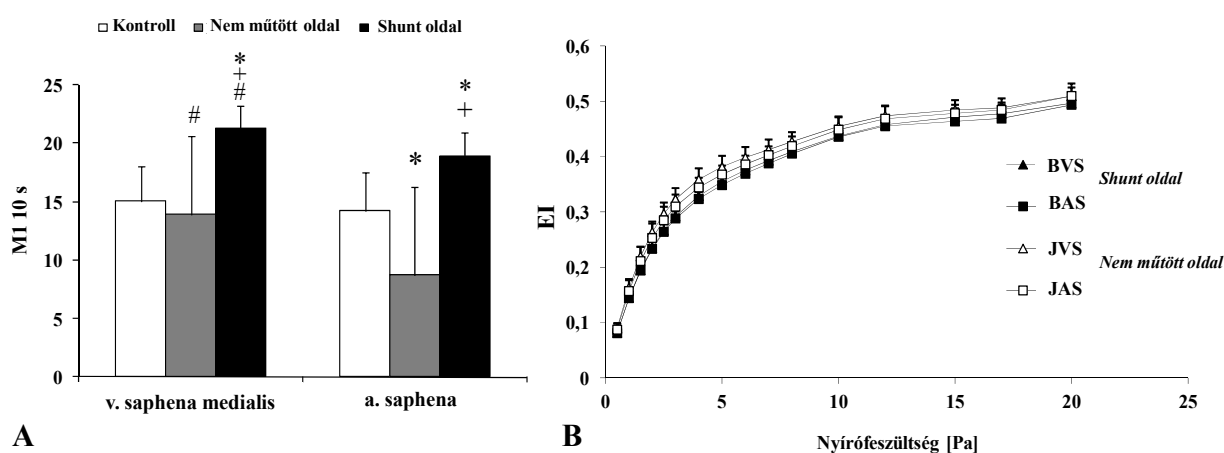 Kontroll Nem műtött oldal Shunt oldal
M1 10 s
25
20
15
10
5
0
# * + #
* * +
v. saphena medialis a. saphena
A
EI
0,6
0,5
0,4
0,3
0,2
0,1
0
0 5 10 15 20 25
Nyírófeszültség [Pa]
BVS
Shunt oldal
BAS
JVS
Nem műtött oldal
JAS
B